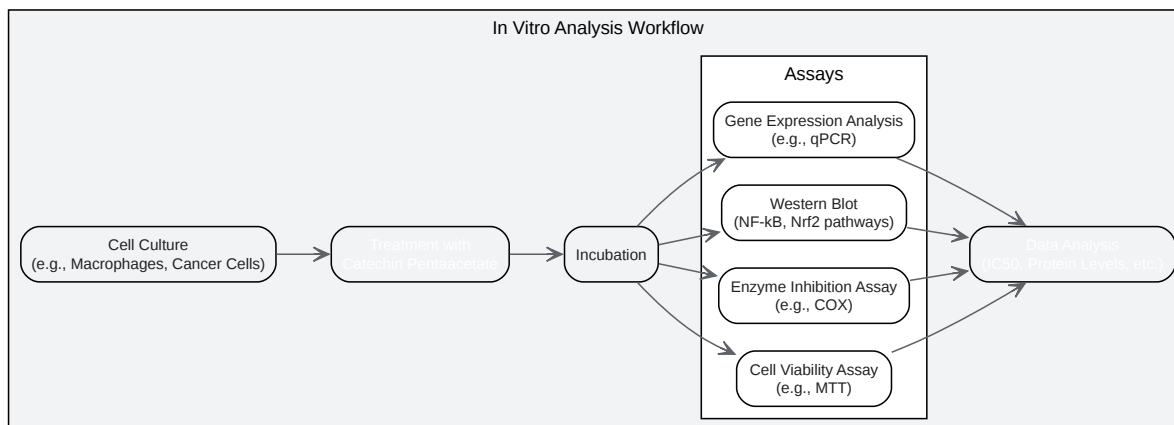 In Vitro Analysis Workflow
Assays
Gene Expression Analysis
(e.g., qPCR)
Western Blot
(NF-kB, Nrf2 pathways)
Cell Culture
(e.g., Macrophages, Cancer Cells)
Treatment with
Catechin Pentaacetate
Incubation
Data Analysis
(IC50, Protein Levels, etc.)
Enzyme Inhibition Assay
(e.g., COX)
Cell Viability Assay
(e.g., MTT)